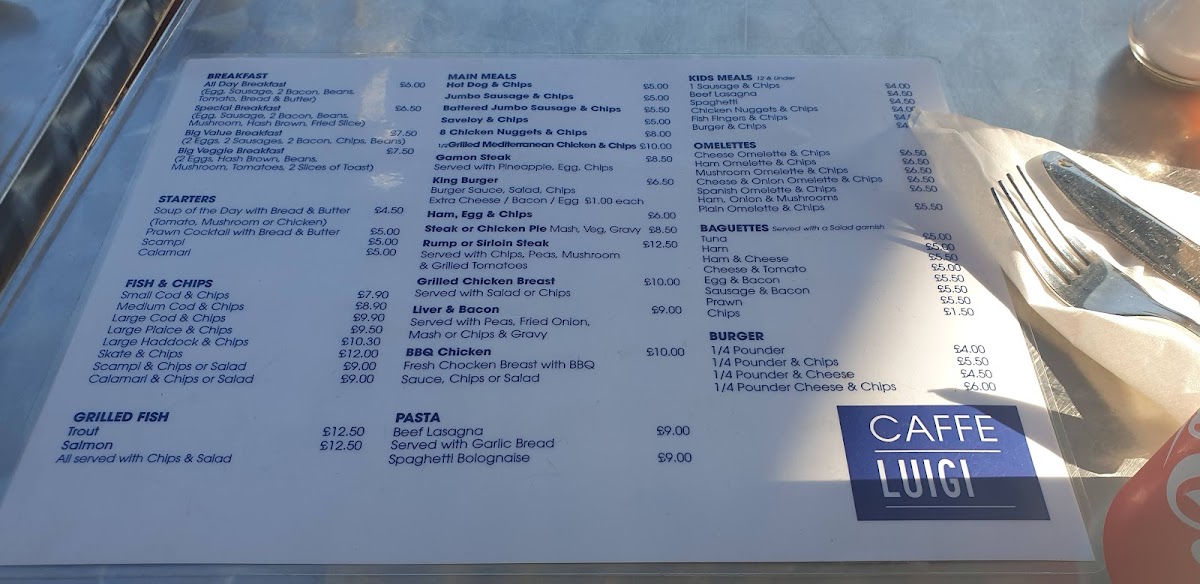 BREAKFAST
All Day Breakfast £6.00
(Egg, Sausage, 2 Bacon, Beans,
Tomato, Bread & Butter)
Special Breakfast £6.50
(Egg, Sausage, 2 Bacon, Beans,
Mushroom, Hash Brown, Fried Slice)
Big Value Breakfast £7.50
(2 Eggs, 2 Sausages, 2 Bacon, Chips, Beans)
Big Veggie Breakfast £7.50
(2 Eggs, Hash Brown, Beans,
Mushroom, Tomatoes, 2 Slices of Toast)
STARTERS
Soup of the Day with Bread & Butter £4.50
(Tomato, Mushroom or Chicken)
Prawn Cocktail with Bread & Butter £5.00
Scampi £5.00
Calamari £5.00
FISH & CHIPS
Small Cod & Chips £7.90
Medium Cod & Chips £8.90
Large Cod & Chips £9.90
Large Plaice & Chips £9.50
Large Haddock & Chips £10.30
Skate & Chips £12.00
Scampi & Chips or Salad £9.00
Calamari & Chips or Salad £9.00
GRILLED FISH
Trout £12.50
Salmon £12.50
All served with Chips & Salad
MAIN MEALS
Hot Dog & Chips £5.00
Jumbo Sausage & Chips £5.00
Battered Jumbo Sausage & Chips £5.50
Saveloy & Chips £5.00
8 Chicken Nuggets & Chips £8.00
1/2 Grilled Mediterranean Chicken & Chips £10.00
Gamon Steak £8.50
Served with Pineapple, Egg, Chips
King Burger £6.50
Burger Sauce, Salad, Chips
Extra Cheese / Bacon / Egg £1.00 each
Ham, Egg & Chips £6.00
Steak or Chicken Pie Mash, Veg, Gravy £8.50
Rump or Sirloin Steak £12.50
Served with Chips, Peas, Mushroom
& Grilled Tomatoes
Grilled Chicken Breast £10.00
Served with Salad or Chips
Liver & Bacon £9.00
Served with Peas, Fried Onion,
Mash or Chips & Gravy
BBQ Chicken £10.00
Fresh Chocken Breast with BBQ
Sauce, Chips or Salad
PASTA
Beef Lasagna £9.00
Served with Garlic Bread
Spaghetti Bolognaise £9.00
KIDS MEALS 12 & Under
1 Sausage & Chips £4.00
Beef Lasagna £4.50
Spaghetti £4.50
Chicken Nuggets & Chips
Fish Fingers & Chips
Burger & Chips
OMELETTES
Cheese Omelette & Chips £6.50
Ham Omelette & Chips £6.50
Mushroom Omelette & Chips £6.50
Cheese & Onion Omelette & Chips £6.50
Spanish Omelette & Chips £6.50
Ham, Onion & Mushrooms
Plain Omelette & Chips £5.50
BAGUETTES Served with a Salad garnish
Tuna £5.00
Ham £5.00
Ham & Cheese £5.50
Cheese & Tomato £5.00
Egg & Bacon £5.50
Sausage & Bacon £5.50
Prawn £5.50
Chips £1.50
BURGER
1/4 Pounder £4.00
1/4 Pounder & Chips £5.50
1/4 Pounder & Cheese £4.50
1/4 Pounder Cheese & Chips £6.00
CAFFE
LUIGI